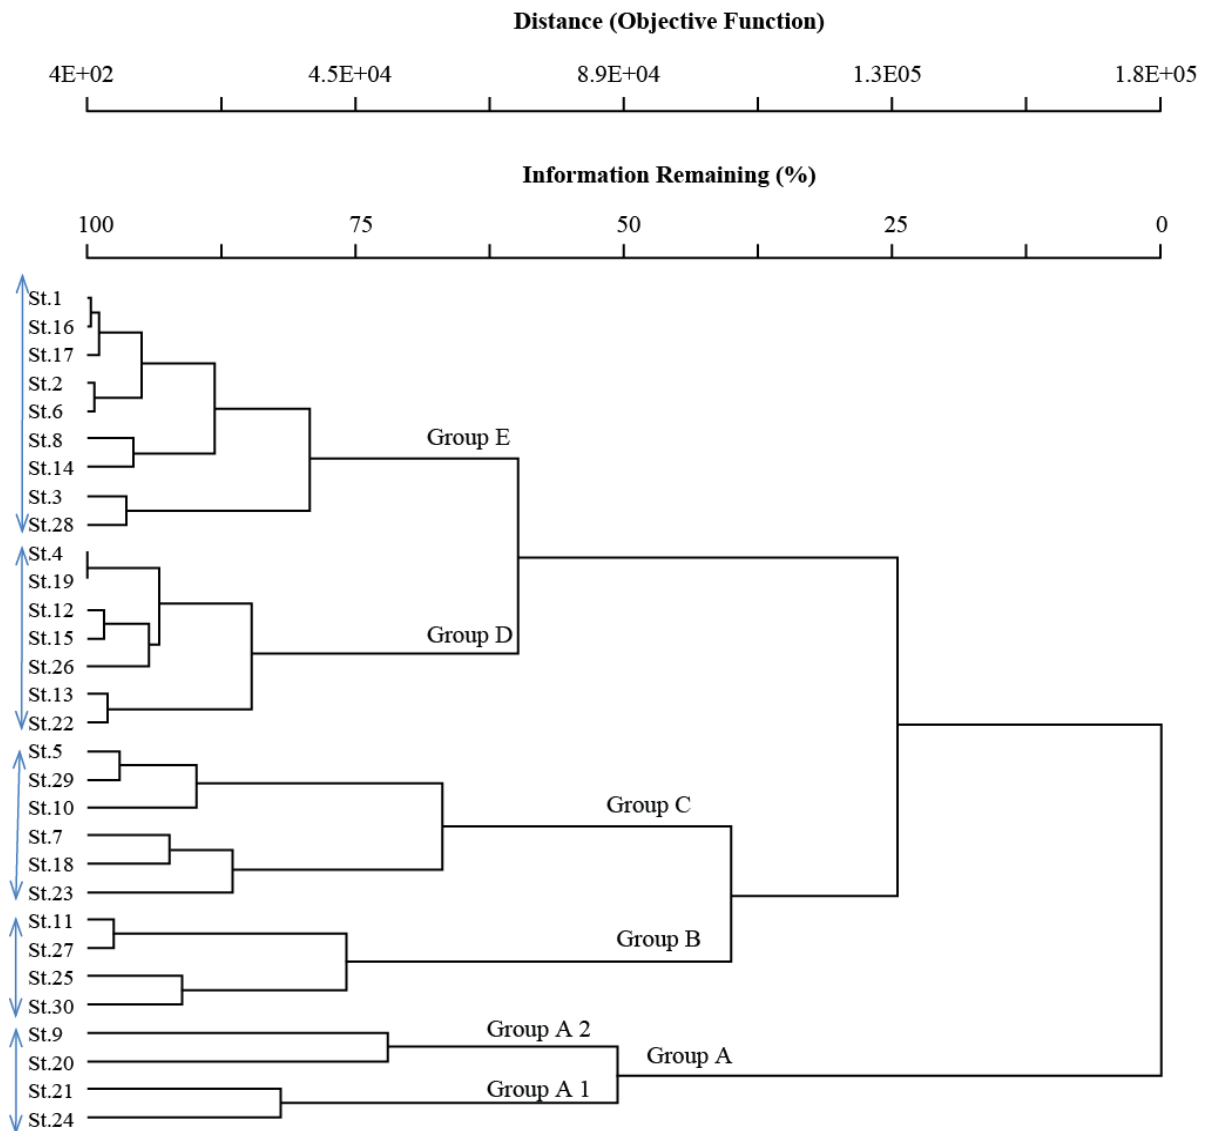 Distance (Objective Function)
4E+02 4.5E+04 8.9E+04 1.3E05 1.8E+05
Information Remaining (%)
100 75 50 25 0
St.1
St.16
St.17
St.2
St.6
St.8
Group E
St.14
St.3
St.28
St.4
St.19
St.12
St.15
Group D
St.26
St.13
St.22
St.5
St.29
St.10
Group C
St.7
St.18
St.23
St.11
St.27
Group B
St.25
St.30
St.9
Group A 2
St.20
Group A
St.21
Group A 1
St.24